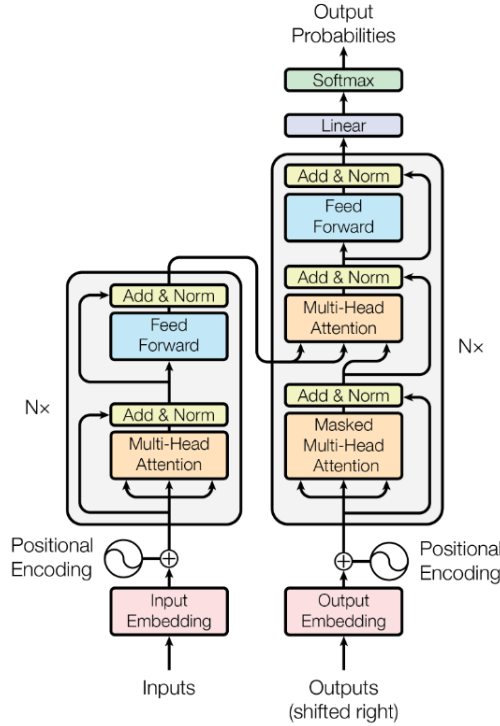 Output
Probabilities
Softmax
Linear
Add & Norm
Feed
Forward
Add & Norm
Multi-Head
Attention
Add & Norm
Masked
Multi-Head
Attention
N×
Add & Norm
Feed
Forward
Add & Norm
Multi-Head
Attention
N×
Positional
Encoding
Positional
Encoding
Input
Embedding
Output
Embedding
Inputs
Outputs
(shifted right)